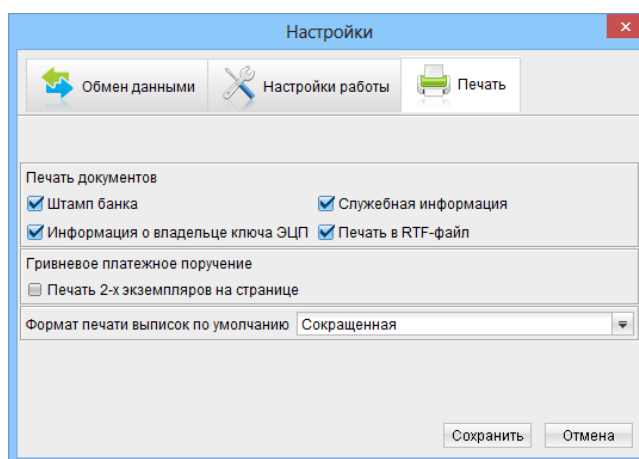 Настройки
Обмен данными
Настройки работы
Печать
Печать документов
Штамп банка
Служебная информация
Информация о владельце ключа ЭЦП
Печать в RTF-файл
Гривневое платежное поручение
Печать 2-х экземпляров на странице
Формат печати выписок по умолчанию
Сокращенная
Сохранить
Отмена